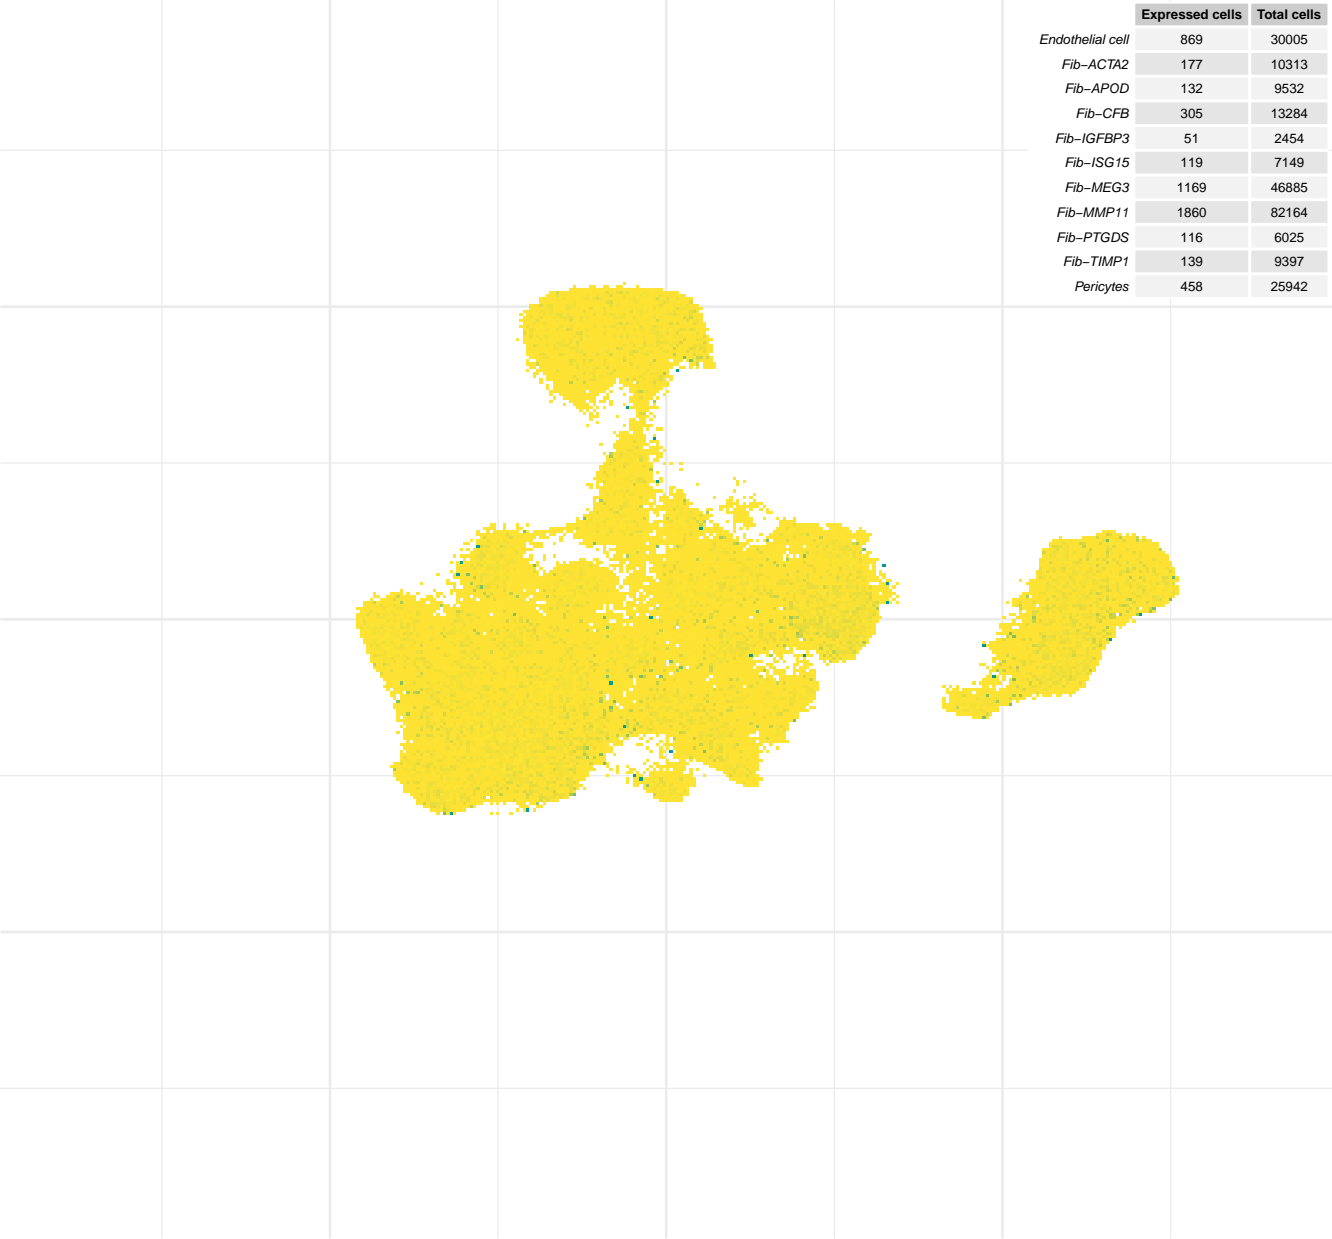 Expressed cells Total cells
Endothelial cell 869 30005
Fib−ACTA2 177 10313
Fib−APOD 132 9532
Fib−CFB 305 13284
Fib−IGFBP3 51 2454
Fib−ISG15 119 7149
Fib−MEG3 1169 46885
Fib−MMP11 1860 82164
Fib−PTGDS 116 6025
Fib−TIMP1 139 9397
Pericytes 458 25942